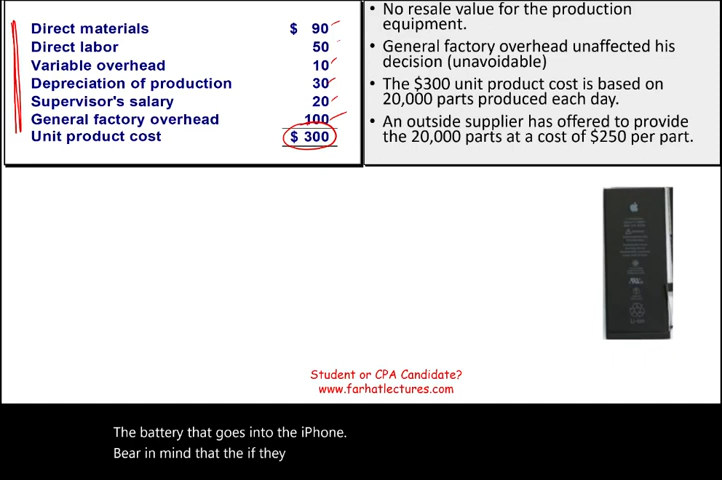 Direct materials $ 90
Direct labor 50
Variable overhead 10
Depreciation of production 30
Supervisor's salary 20
General factory overhead 100
Unit product cost $ 300
• No resale value for the production
equipment.
• General factory overhead unaffected his
decision (unavoidable)
• The $300 unit product cost is based on
20,000 parts produced each day.
• An outside supplier has offered to provide
the 20,000 parts at a cost of $250 per part.
Student or CPA Candidate?
www.farhatlectures.com
The battery that goes into the iPhone.
Bear in mind that the if they